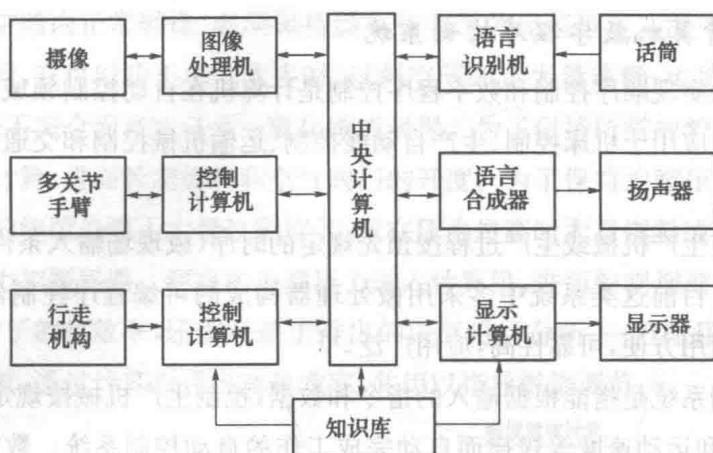 摄像
图像
处理机
语言
识别机
话筒
中央计算机
多关节
手臂
控制
计算机
语言
合成器
扬声器
行走
机构
控制
计算机
显示
计算机
显示器
知识库